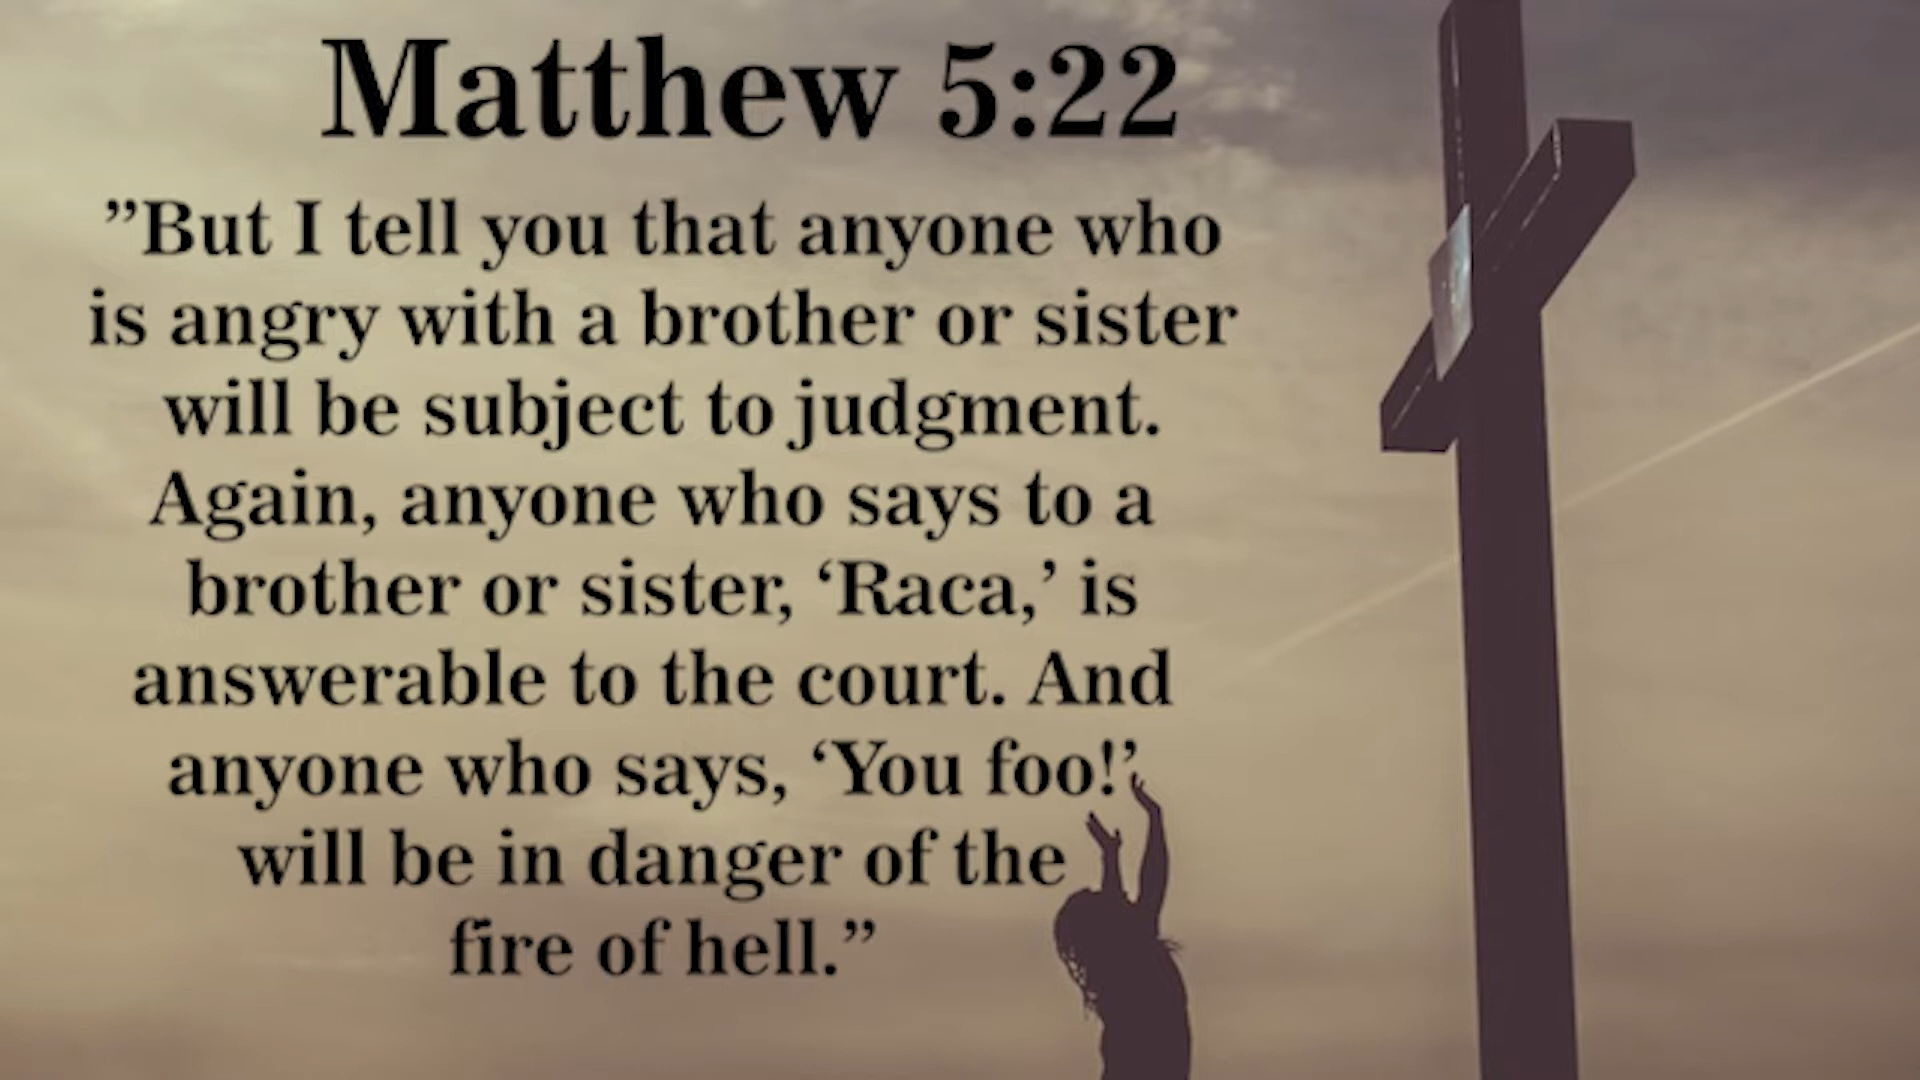 Matthew 5:22
”But I tell you that anyone who
is angry with a brother or sister
will be subject to judgment.
Again, anyone who says to a
brother or sister, ‘Raca,’ is
answerable to the court. And
anyone who says, ‘You foo!’
will be in danger of the
fire of hell.”